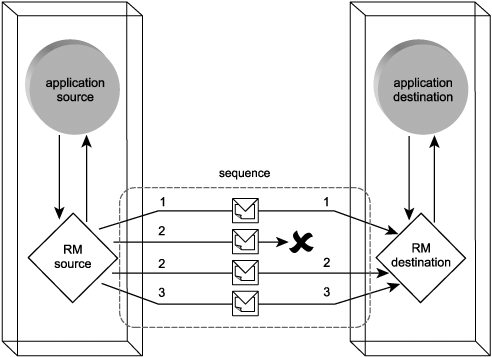 application
source
application
destination
sequence
1
1
2
2
2
3
3
RM
source
RM
destination